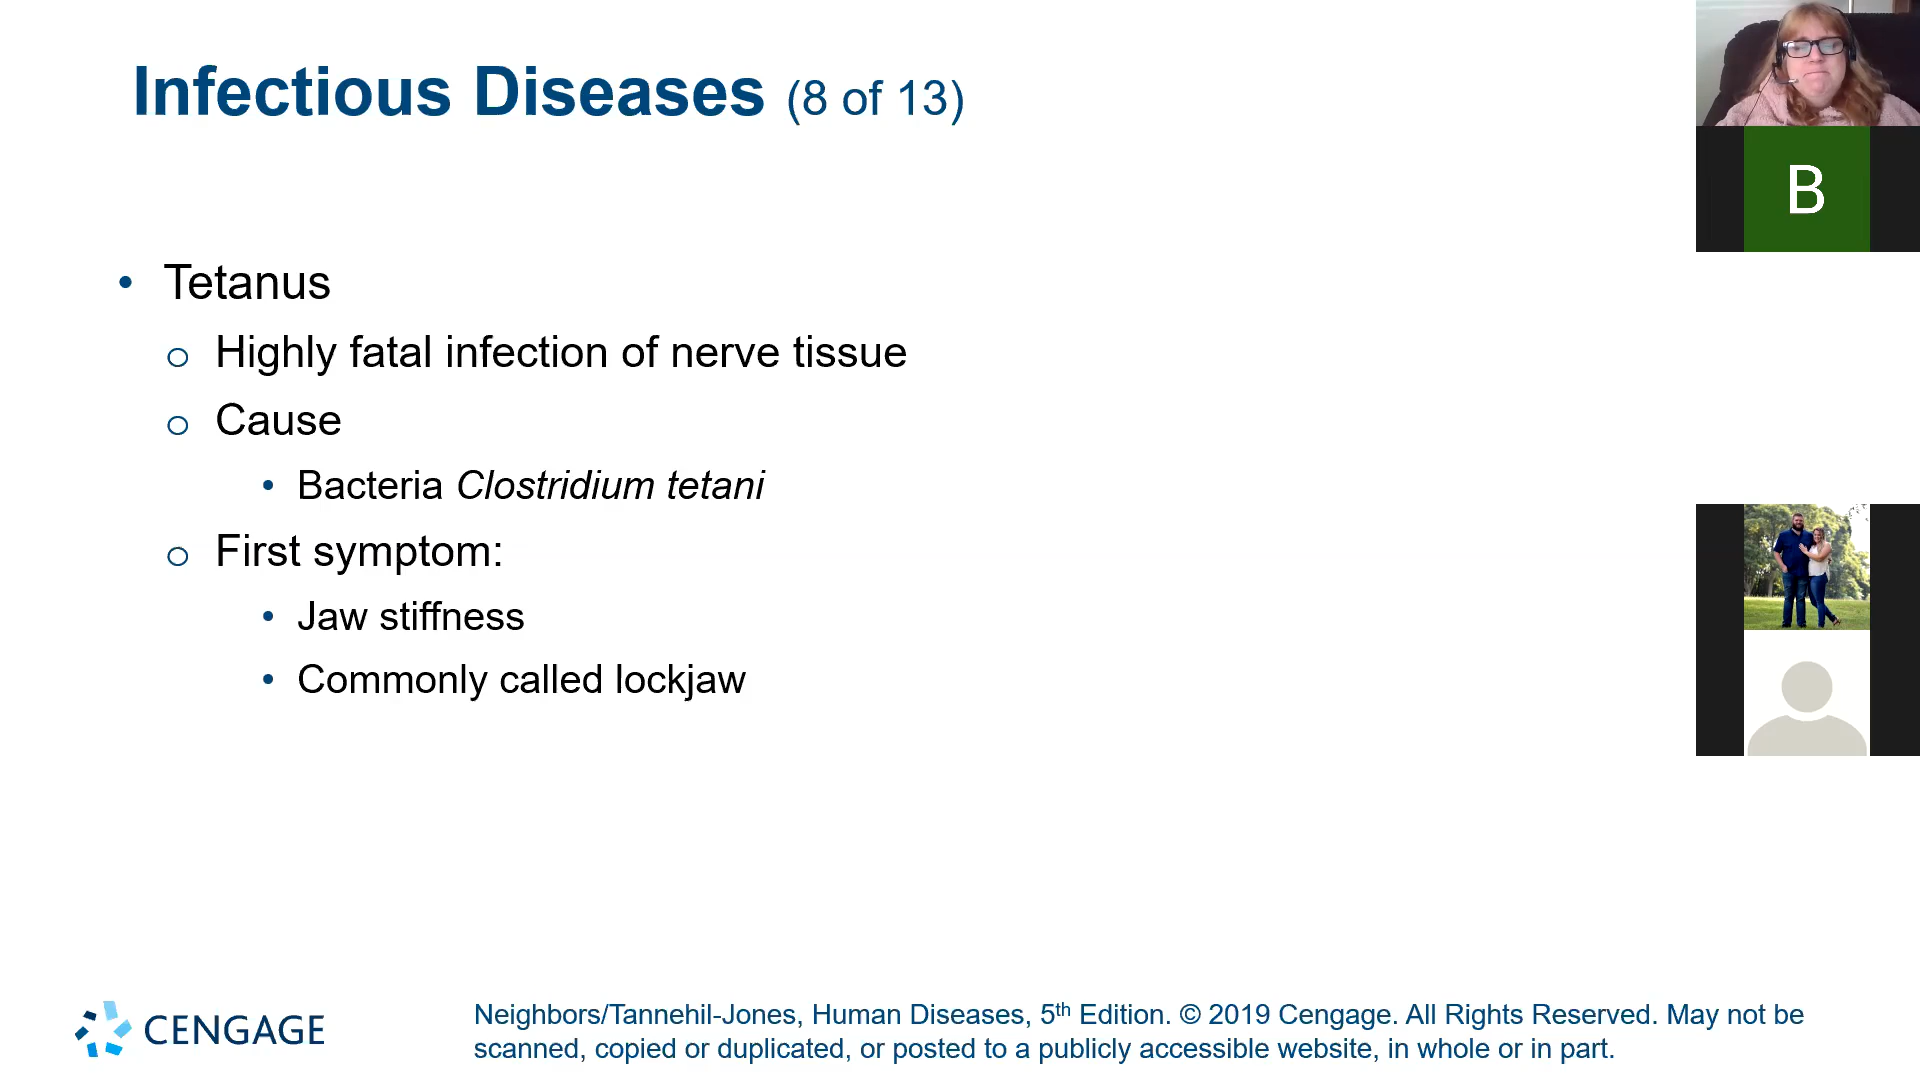 Infectious Diseases (8 of 13)
B
• Tetanus
o Highly fatal infection of nerve tissue
o Cause
• Bacteria Clostridium tetani
o First symptom:
• Jaw stiffness
• Commonly called lockjaw
CENGAGE
Neighbors/Tannehil-Jones, Human Diseases, 5th Edition. © 2019 Cengage. All Rights Reserved. May not be
scanned, copied or duplicated, or posted to a publicly accessible website, in whole or in part.